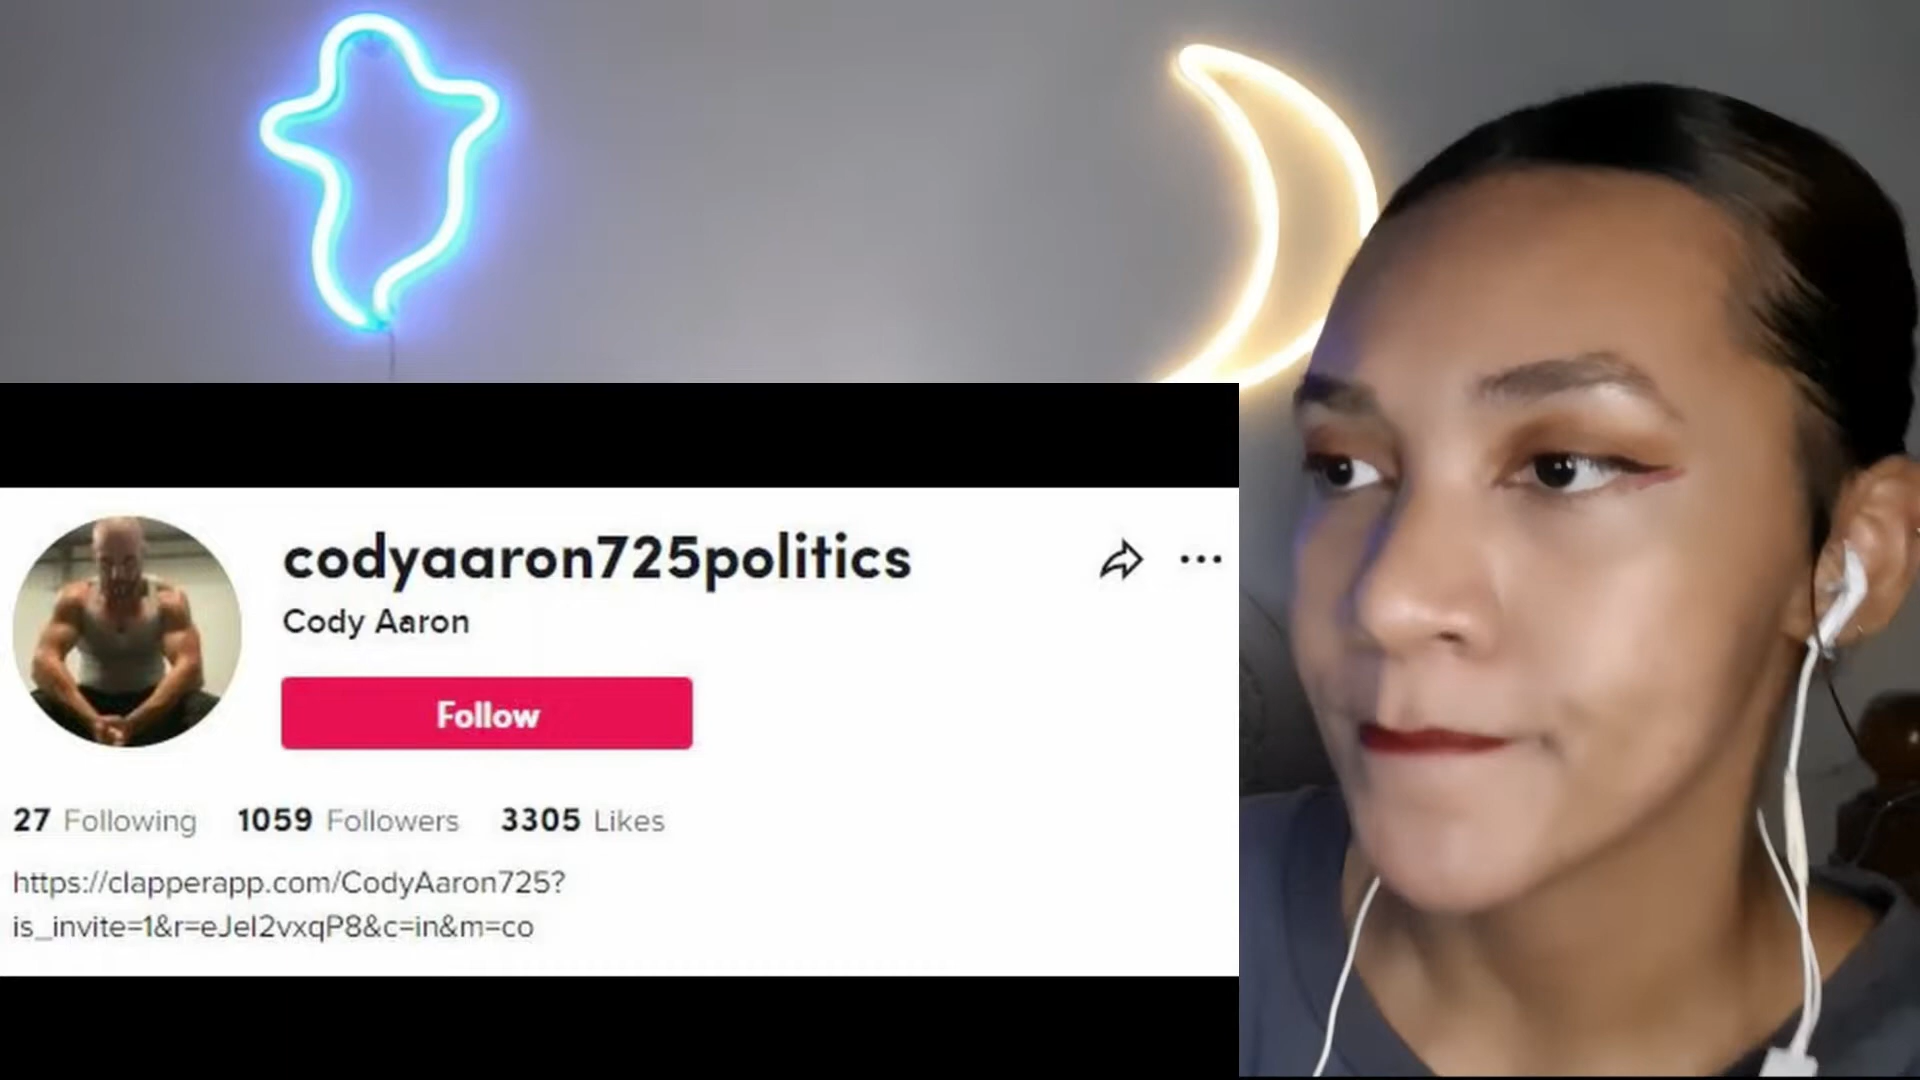 codyaaron725politics
Cody Aaron
Follow
27 Following 1059 Followers 3305 Likes
https://clapperapp.com/CodyAaron725?
is_invite=1&r=eJel2vxqP8&c=in&m=co